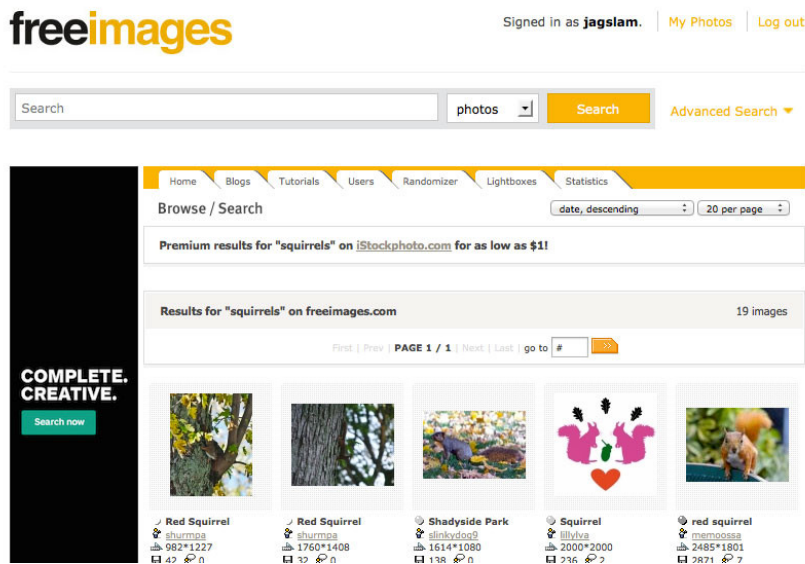 freeimages
Signed in as jagslam. My Photos Log out
Search photos Search Advanced Search
Home Blogs Tutorials Users Randomizer Lightboxes Statistics
Browse / Search date, descending 20 per page
Premium results for "squirrels" on iStockphoto.com for as low as $1!
Results for "squirrels" on freeimages.com 19 images
First | Prev | PAGE 1 / 1 | Next | Last | go to # >>
COMPLETE.
CREATIVE.
Search now
Red Squirrel Red Squirrel Shadyside Park Squirrel red squirrel
shurmpa shurmpa slinkydog9 lillylva memoossa
982*1227 1760*1408 1614*1080 2000*2000 2485*1801
42 0 32 0 138 0 236 2 2871 7